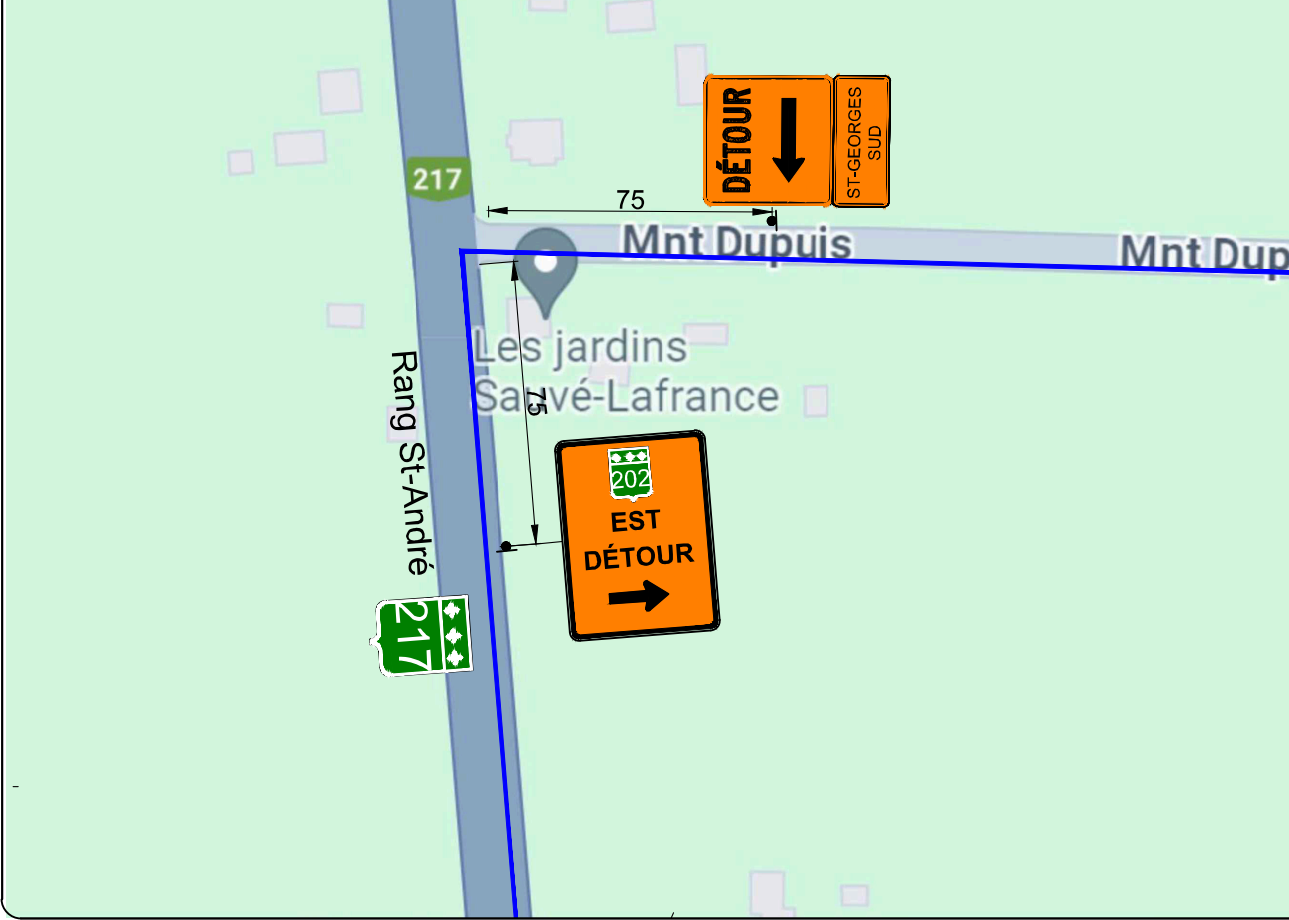 DÉTOUR
ST-GEORGES
SUD
217
75
Mnt Dupuis
Mnt Dup
Les jardins
Sauvé-Lafrance
75
Rang St-André
202
EST
DÉTOUR
217